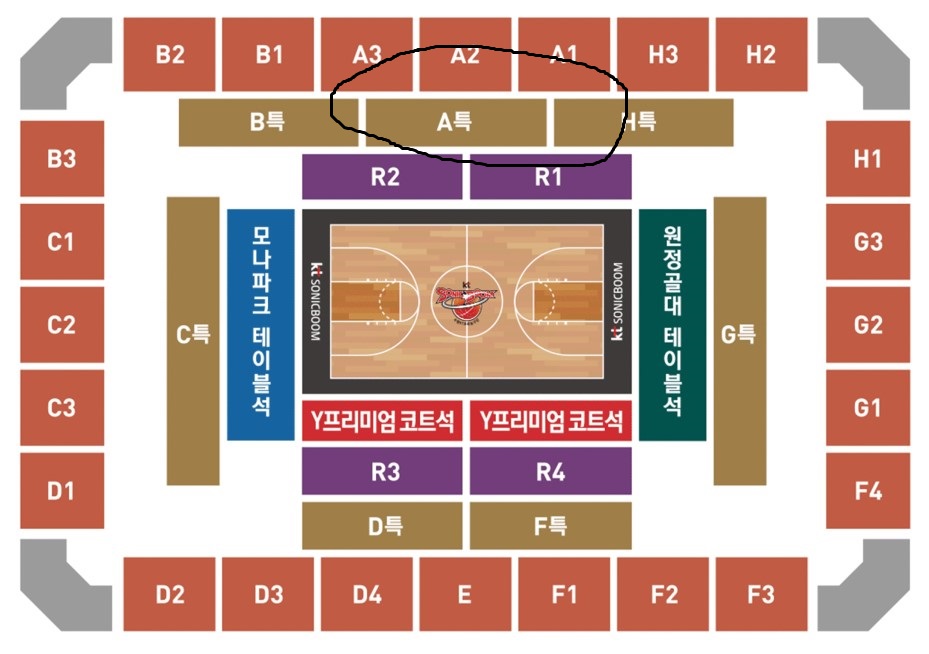 B2 B1 A3 A2 A1 H3 H2
B특 A특 H특
R2 R1
B3
C1
C2
C3
D1
C특
모나파크 테이블석
kt SONICBOOM
kt
kt SONICBOOM
원정골대 테이블석
G특
H1
G3
G2
G1
F4
Y프리미엄 코트석 Y프리미엄 코트석
R3 R4
D특 F특
D2 D3 D4 E F1 F2 F3